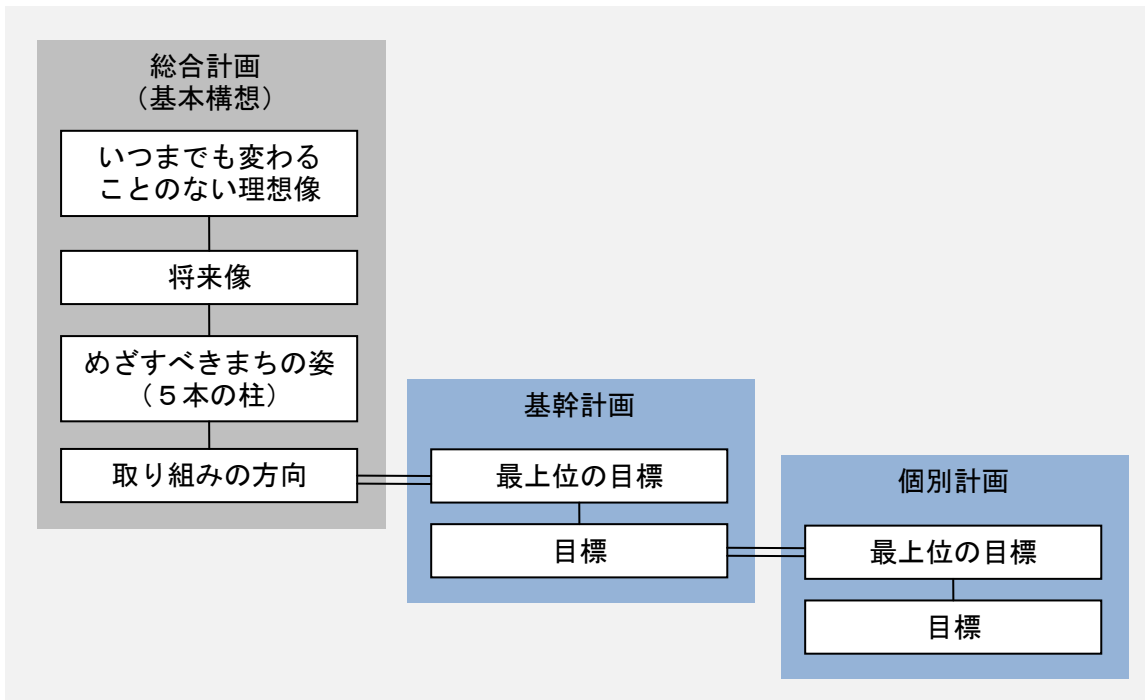 総合計画
（基本構想）
いつまでも変わる
ことのない理想像
将来像
めざすべきまちの姿
（５本の柱）
取り組みの方向
基幹計画
最上位の目標
目標
個別計画
最上位の目標
目標